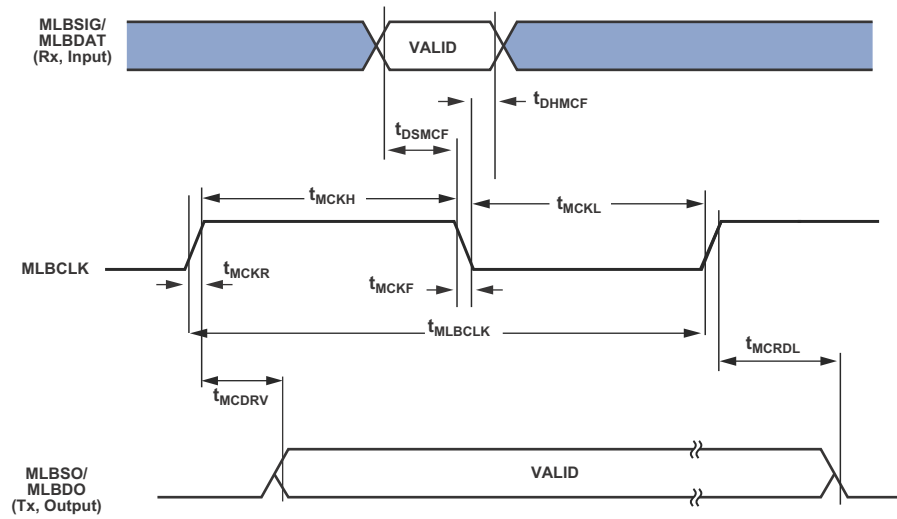 MLBSIG/
MLBDAT
(Rx, Input)
VALID
tDHMCF
tDSMCF
tMCKH
tMCKL
MLBCLK
tMCKR
tMCKF
tMLBCLK
tMCRDL
tMCDRV
MLBSO/
MLBDO
(Tx, Output)
VALID